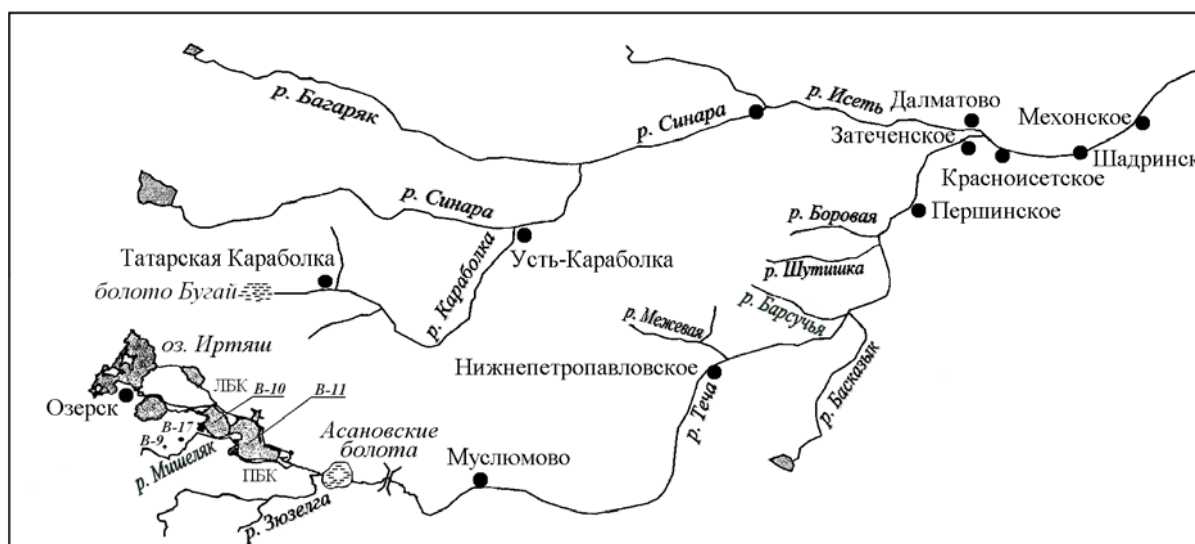 р. Багаряк
р. Синара
р. Исеть
Далматово
Затеченское
Мехонское
Шадринск
Красноисетское
Першинское
р. Синара
Усть-Караболка
р. Караболка
Татарская Караболка
болото Бугай
р. Боровая
р. Шутишка
р. Барсучья
р. Межевая
Нижнепетропавловское
р. Теча
р. Басказык
оз. Иртяш
Озерск
ЛБК
В-10
В-11
В-17
В-9
р. Мишеляк
ПБК
Асановские
болота
р. Зюзелга
Муслюмово